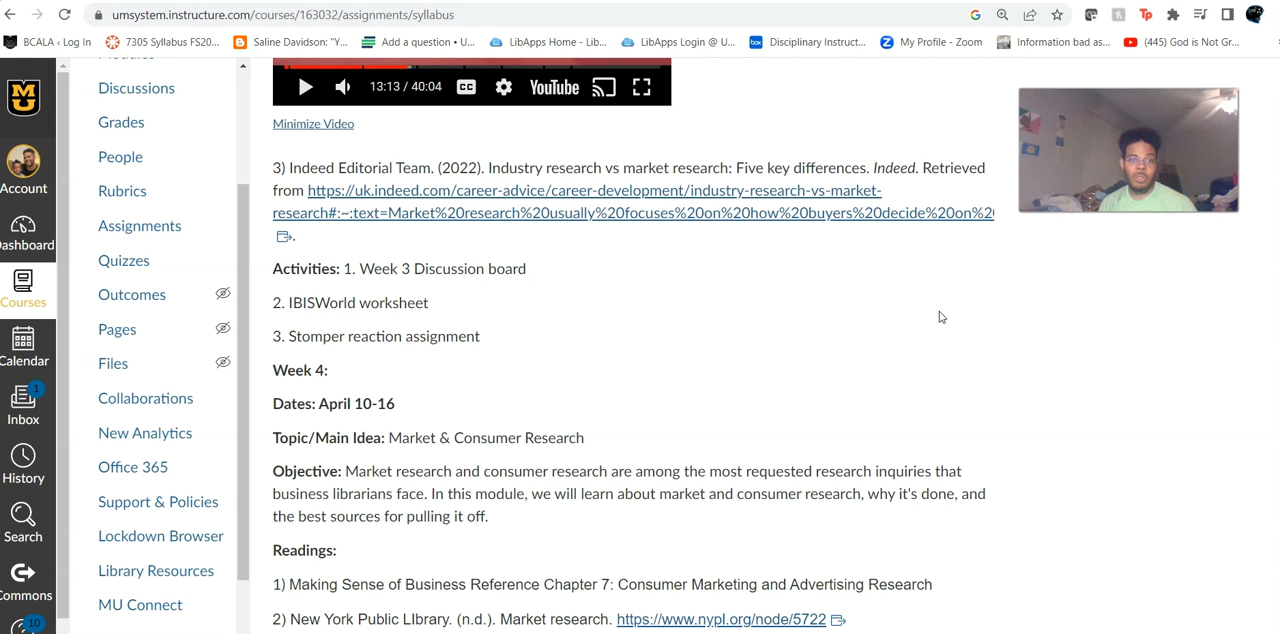 umsystem.instructure.com/courses/163032/assignments/syllabus
BCALA ‹ Log In
7305 Syllabus FS20...
Saline Davidson: "Y...
Add a question • U...
LibApps Home - Lib...
LibApps Login @ U...
box
Disciplinary Instruct...
My Profile - Zoom
Information bad as...
(445) God is Not Gr...
Account
Dashboard
Courses
Calendar
1
Inbox
History
Search
Commons
10
Discussions
Grades
People
Rubrics
Assignments
Quizzes
Outcomes
Pages
Files
Collaborations
New Analytics
Office 365
Support & Policies
Lockdown Browser
Library Resources
MU Connect
13:13 / 40:04
CC
YouTube
Minimize Video
3) Indeed Editorial Team. (2022). Industry research vs market research: Five key differences. Indeed. Retrieved
from https://uk.indeed.com/career-advice/career-development/industry-research-vs-market-
research#:~:text=Market%20research%20usually%20focuses%20on%20how%20buyers%20decide%20on%2
.
Activities: 1. Week 3 Discussion board
2. IBISWorld worksheet
3. Stomper reaction assignment
Week 4:
Dates: April 10-16
Topic/Main Idea: Market & Consumer Research
Objective: Market research and consumer research are among the most requested research inquiries that
business librarians face. In this module, we will learn about market and consumer research, why it's done, and
the best sources for pulling it off.
Readings:
1) Making Sense of Business Reference Chapter 7: Consumer Marketing and Advertising Research
2) New York Public LIbrary. (n.d.). Market research. https://www.nypl.org/node/5722